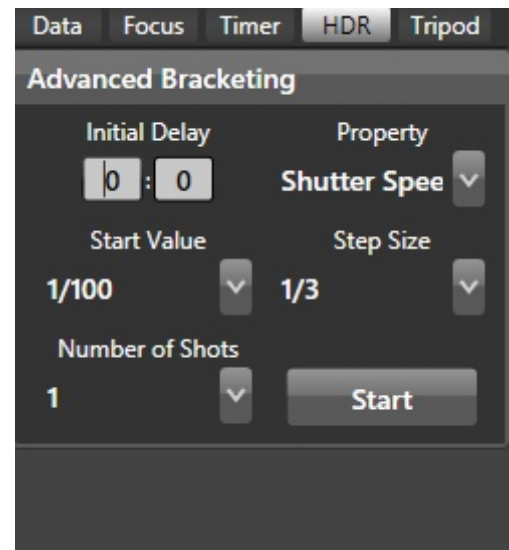 Data Focus Timer HDR Tripod
Advanced Bracketing
Initial Delay Property
0 : 0 Shutter Spee
Start Value Step Size
1/100 1/3
Number of Shots
1 Start